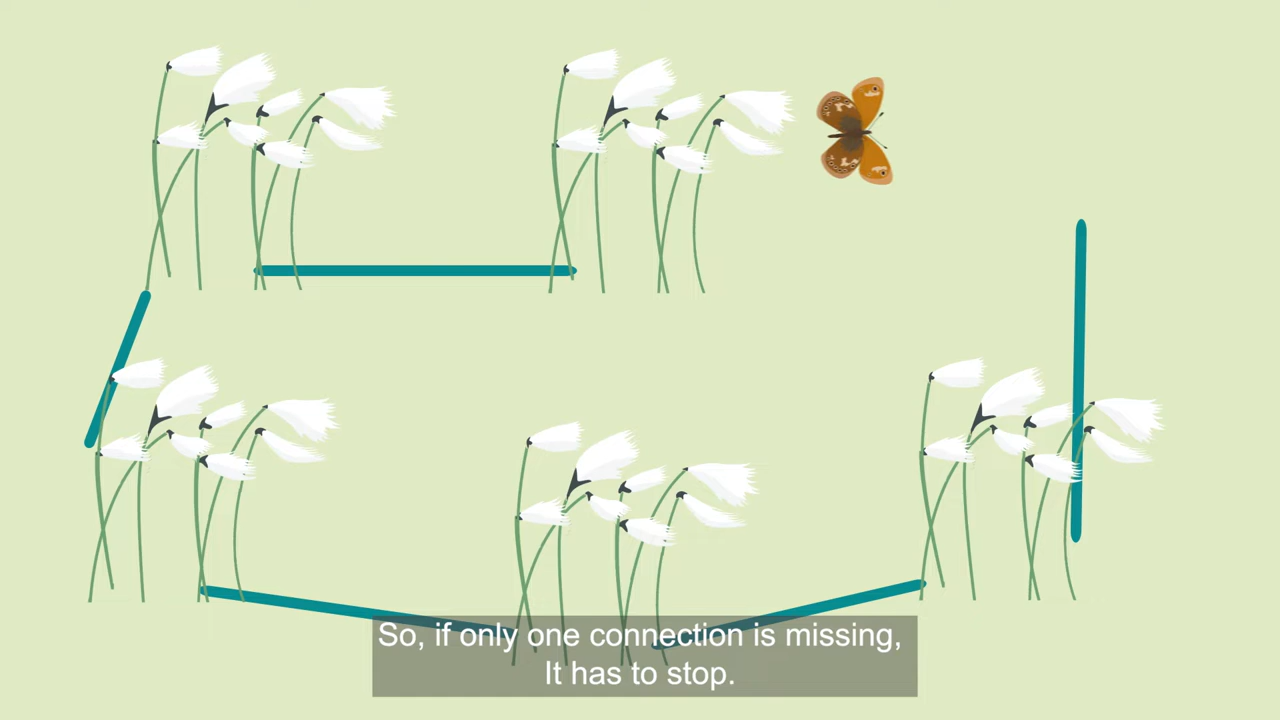 So, if only one connection is missing,
It has to stop.